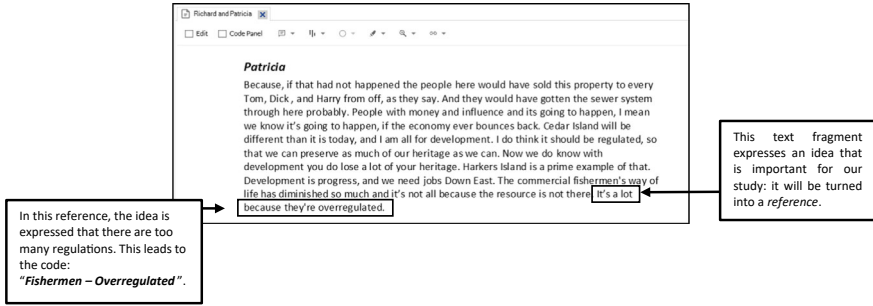 Richard and Patricia
Edit Code Panel
Patricia
Because, if that had not happened the people here would have sold this property to every
Tom, Dick , and Harry from off, as they say. And they would have gotten the sewer system
through here probably. People with money and influence and its going to happen, I mean
we know it's going to happen, if the economy ever bounces back. Cedar Island will be
different than it is today, and I am all for development. I do think it should be regulated, so
that we can preserve as much of our heritage as we can. Now we do know with
development you do lose a lot of your heritage. Harkers Island is a prime example of that.
Development is progress, and we need jobs Down East. The commercial fishermen's way of
life has diminished so much and it's not all because the resource is not there. It's a lot
because they're overregulated.
This text fragment
expresses an idea that
is important for our
study: it will be turned
into a reference.
In this reference, the idea is
expressed that there are too
many regulations. This leads to
the code:
“Fishermen – Overregulated”.